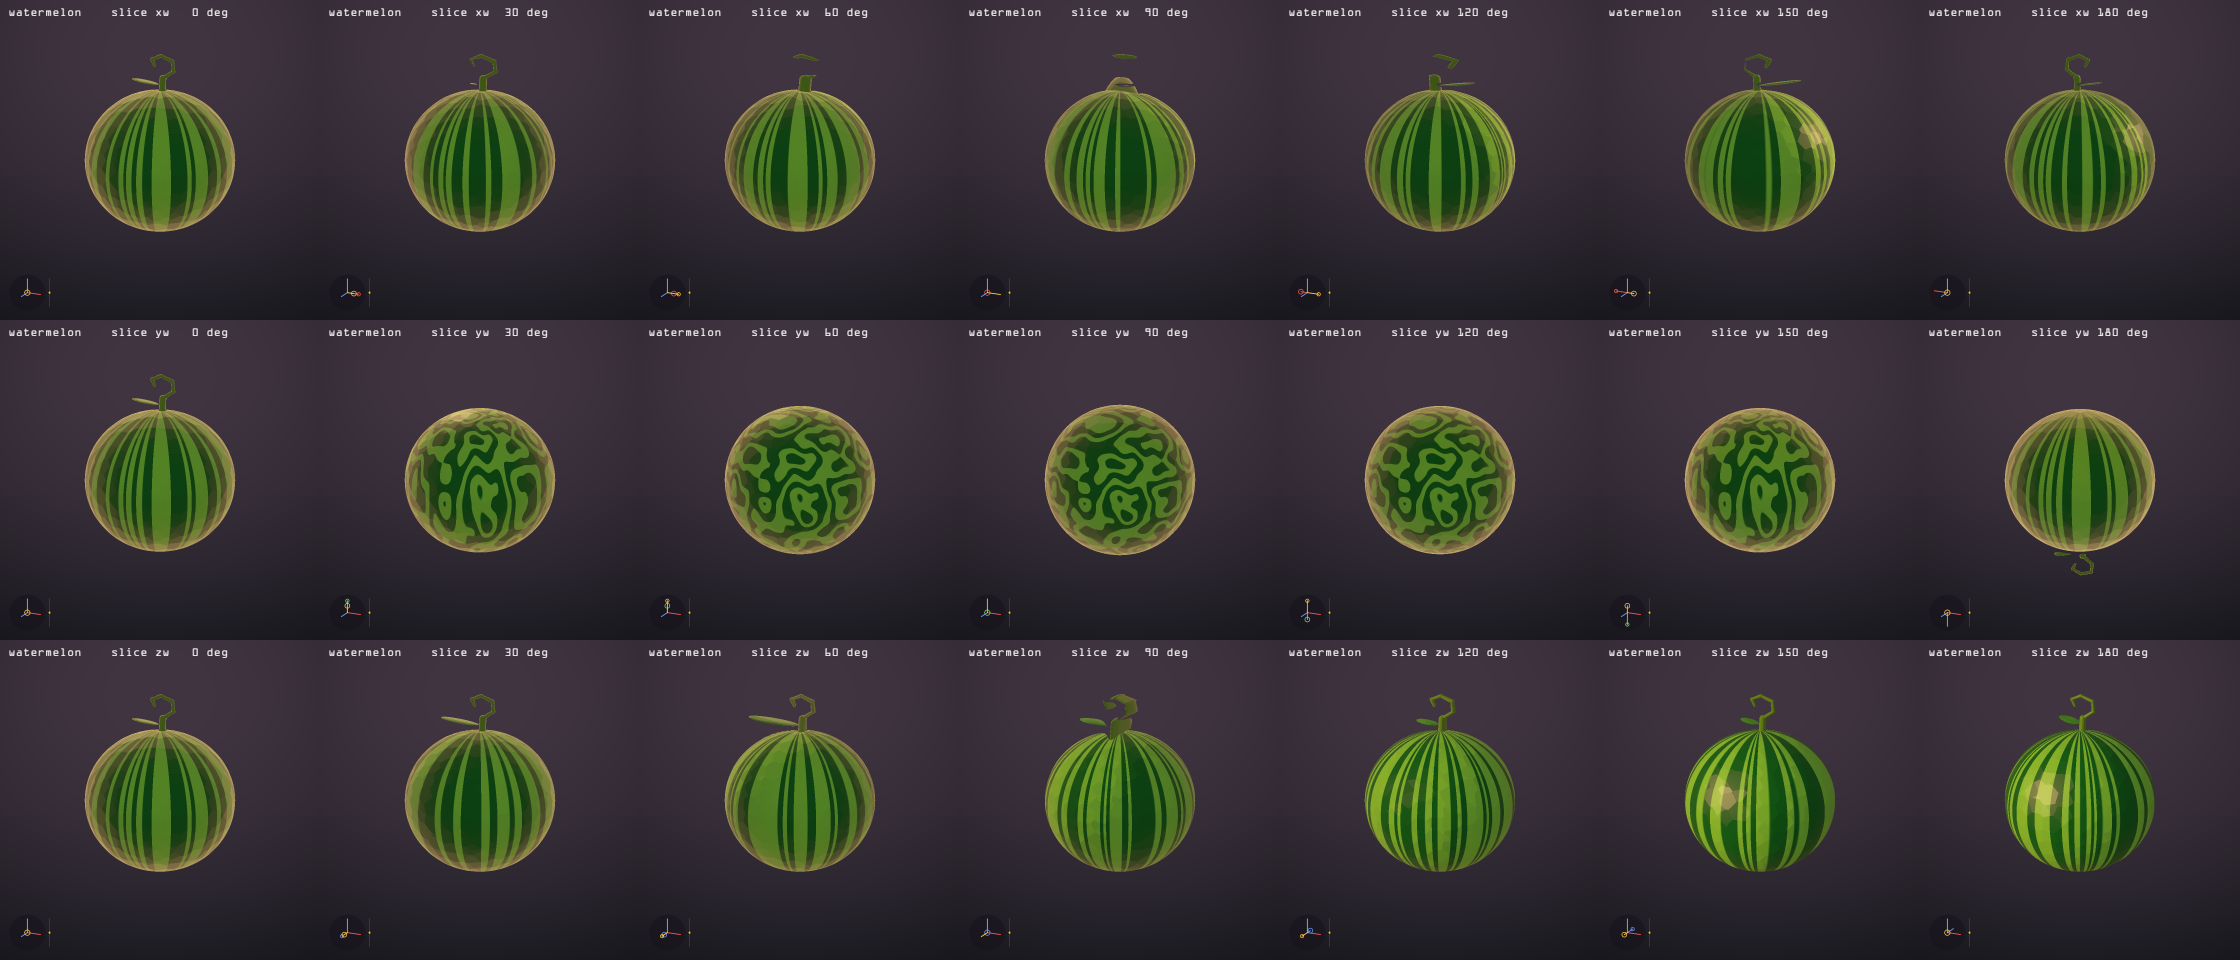 watermelon slice xw 0 deg
watermelon slice xw 30 deg
watermelon slice xw 60 deg
watermelon slice xw 90 deg
watermelon slice xw 120 deg
watermelon slice xw 150 deg
watermelon slice xw 180 deg
watermelon slice yw 0 deg
watermelon slice yw 30 deg
watermelon slice yw 60 deg
watermelon slice yw 90 deg
watermelon slice yw 120 deg
watermelon slice yw 150 deg
watermelon slice yw 180 deg
watermelon slice zw 0 deg
watermelon slice zw 30 deg
watermelon slice zw 60 deg
watermelon slice zw 90 deg
watermelon slice zw 120 deg
watermelon slice zw 150 deg
watermelon slice zw 180 deg